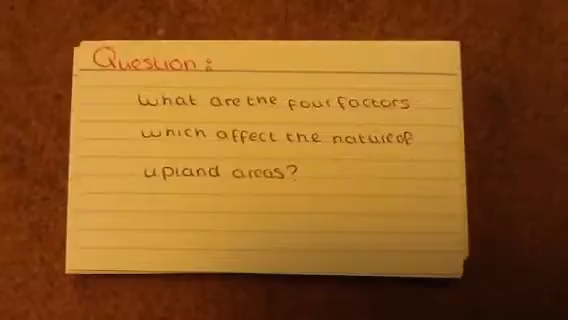 Question:
What are the four factors
which affect the nature of
upland areas?